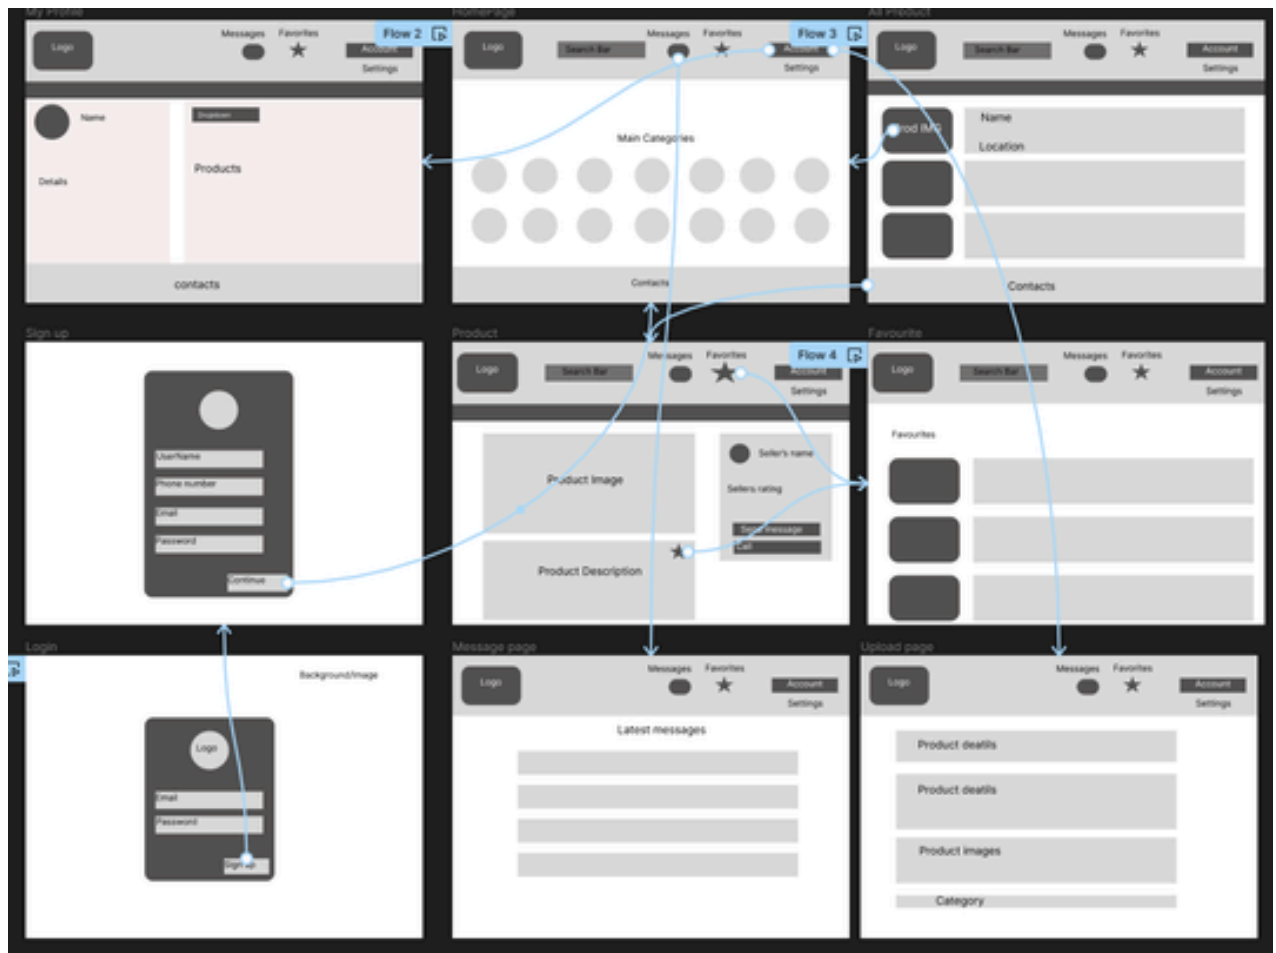 My Profile
Logo
Messages
Favorites
Flow 2
Account
Settings
Name
Dropdown
Details
Products
contacts
HomePage
Logo
Search Bar
Messages
Favorites
Flow 3
Account
Settings
Main Categories
Contacts
All Product
Logo
Search Bar
Messages
Favorites
Account
Settings
Prod IMG
Name
Location
Contacts
Sign up
UserName
Phone number
Email
Password
Continue
Product
Logo
Search Bar
Messages
Favorites
Flow 4
Account
Settings
Product Image
Seller's name
Sellers rating
Send message
Call
Product Description
Favourite
Logo
Search Bar
Messages
Favorites
Account
Settings
Favourites
Login
Background/Image
Logo
Email
Password
Sign up
Message page
Logo
Messages
Favorites
Account
Settings
Latest messages
Upload page
Logo
Messages
Favorites
Account
Settings
Product deatils
Product deatils
Product images
Category